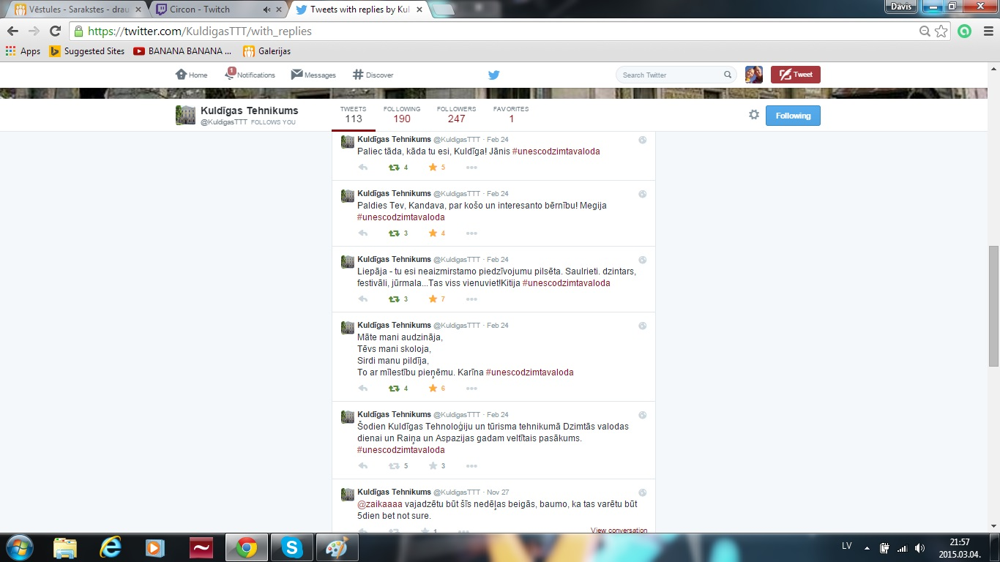 Vēstules - Sarakstes - drau
Circon - Twitch
Tweets with replies by Kul
Dāvis
https://twitter.com/KuldigasTTT/with_replies
Apps
Suggested Sites
BANANA BANANA ...
Galerijas
Home
1
Notifications
Messages
Discover
Search Twitter
Tweet
Kuldīgas Tehnikums
@KuldigasTTT FOLLOWS YOU
TWEETS
113
FOLLOWING
190
FOLLOWERS
247
FAVORITES
1
Following
Kuldīgas Tehnikums @KuldigasTTT · Feb 24
Paliec tāda, kāda tu esi, Kuldīga! Jānis #unescodzimtavaloda
4 5
Kuldīgas Tehnikums @KuldigasTTT · Feb 24
Paldies Tev, Kandava, par košo un interesanto bērnību! Megija
#unescodzimtavaloda
3 4
Kuldīgas Tehnikums @KuldigasTTT · Feb 24
Liepāja - tu esi neaizmirstamo piedzīvojumu pilsēta. Saulrieti. dzintars,
festivāli, jūrmala...Tas viss vienuviet!Kitija #unescodzimtavaloda
3 7
Kuldīgas Tehnikums @KuldigasTTT · Feb 24
Māte mani audzināja,
Tēvs mani skoloja,
Sirdi manu pildīja,
To ar mīlestību pieņēmu. Karīna #unescodzimtavaloda
4 6
Kuldīgas Tehnikums @KuldigasTTT · Feb 24
Šodien Kuldīgas Tehnoloģiju un tūrisma tehnikumā Dzimtās valodas
dienai un Raiņa un Aspazijas gadam veltītais pasākums.
#unescodzimtavaloda
5 3
Kuldīgas Tehnikums @KuldigasTTT · Nov 27
@zaikaaaa vajadzētu būt šīs nedēļas beigās, baumo, ka tas varētu būt
5dien bet not sure.
1
View conversation
LV
21:57
2015.03.04.